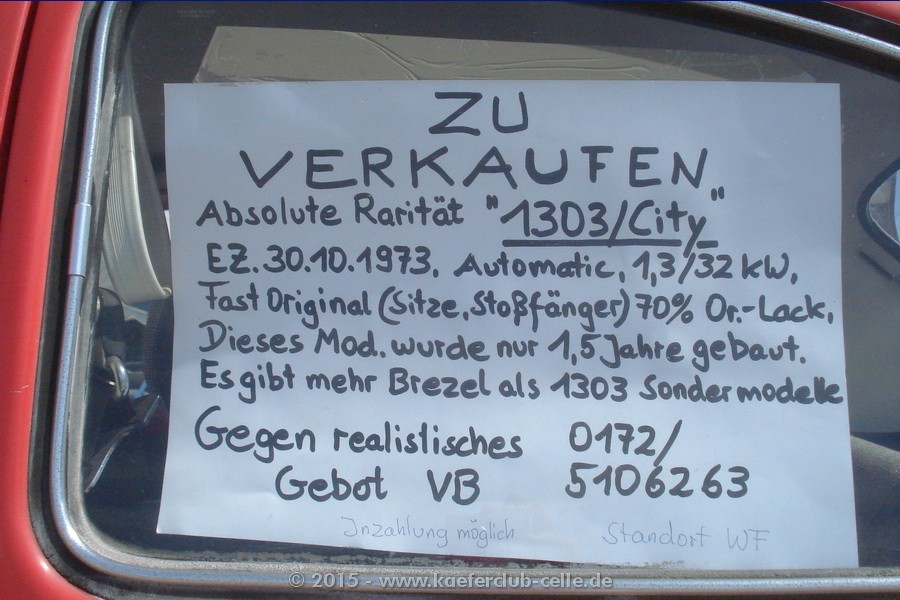 ZU
VERKAUFEN
Absolute Rarität "1303/City"
EZ. 30.10.1973, Automatic, 1,3/32 kW,
Fast Original (Sitze, Stoßfänger) 70% Or.-Lack,
Dieses Mod. wurde nur 1,5 Jahre gebaut.
Es gibt mehr Brezel als 1303 Sondermodelle
Gegen realistisches 0172/
Gebot VB 5106263
Inzahlung möglich Standort WF
© 2015 - www.kaeferclub-celle.de